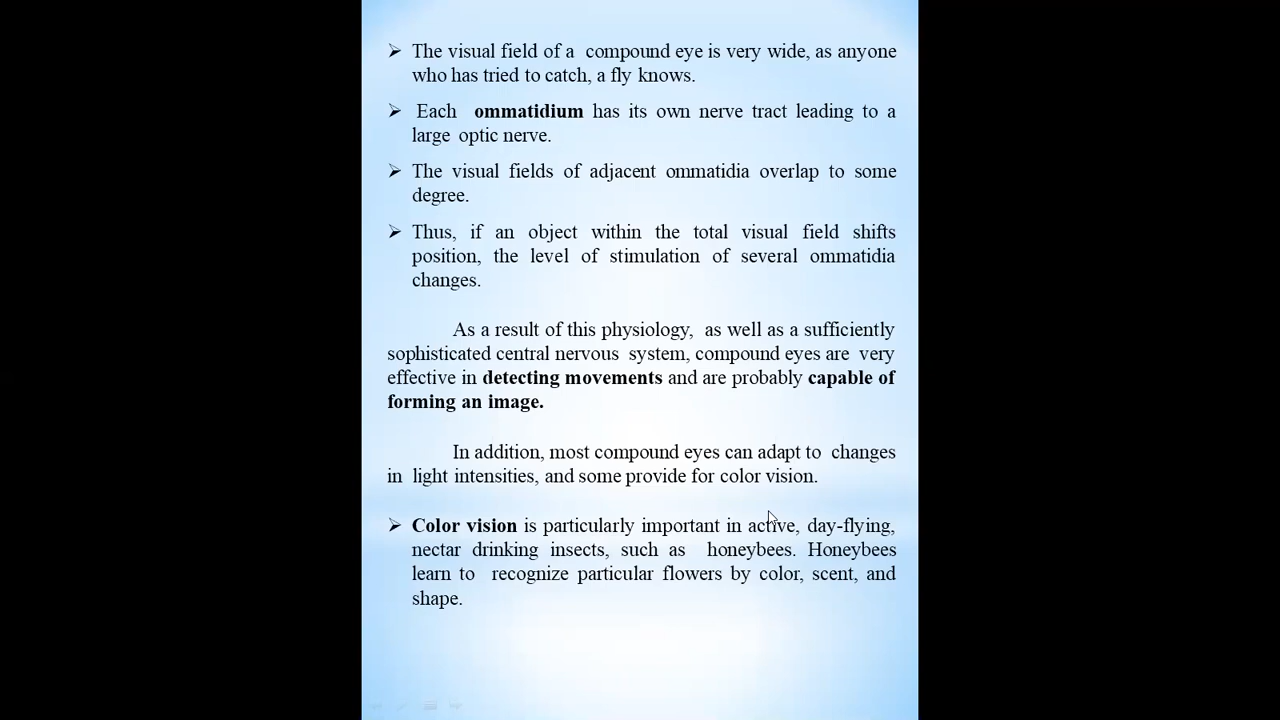 ➢ The visual field of a compound eye is very wide, as anyone
who has tried to catch, a fly knows.
➢ Each ommatidium has its own nerve tract leading to a
large optic nerve.
➢ The visual fields of adjacent ommatidia overlap to some
degree.
➢ Thus, if an object within the total visual field shifts
position, the level of stimulation of several ommatidia
changes.
As a result of this physiology, as well as a sufficiently
sophisticated central nervous system, compound eyes are very
effective in detecting movements and are probably capable of
forming an image.
In addition, most compound eyes can adapt to changes
in light intensities, and some provide for color vision.
➢ Color vision is particularly important in active, day-flying,
nectar drinking insects, such as honeybees. Honeybees
learn to recognize particular flowers by color, scent, and
shape.